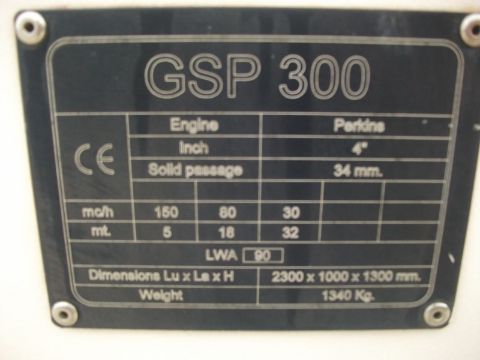 GSP 300
CE
Engine Perkins
Inch 4"
Solid passage 34 mm.
mc/h 150 60 30
mt. 5 18 32
LWA 90
Dimensions Lu x La x H 2300 x 1000 x 1300 mm.
Weight 1340 Kg.